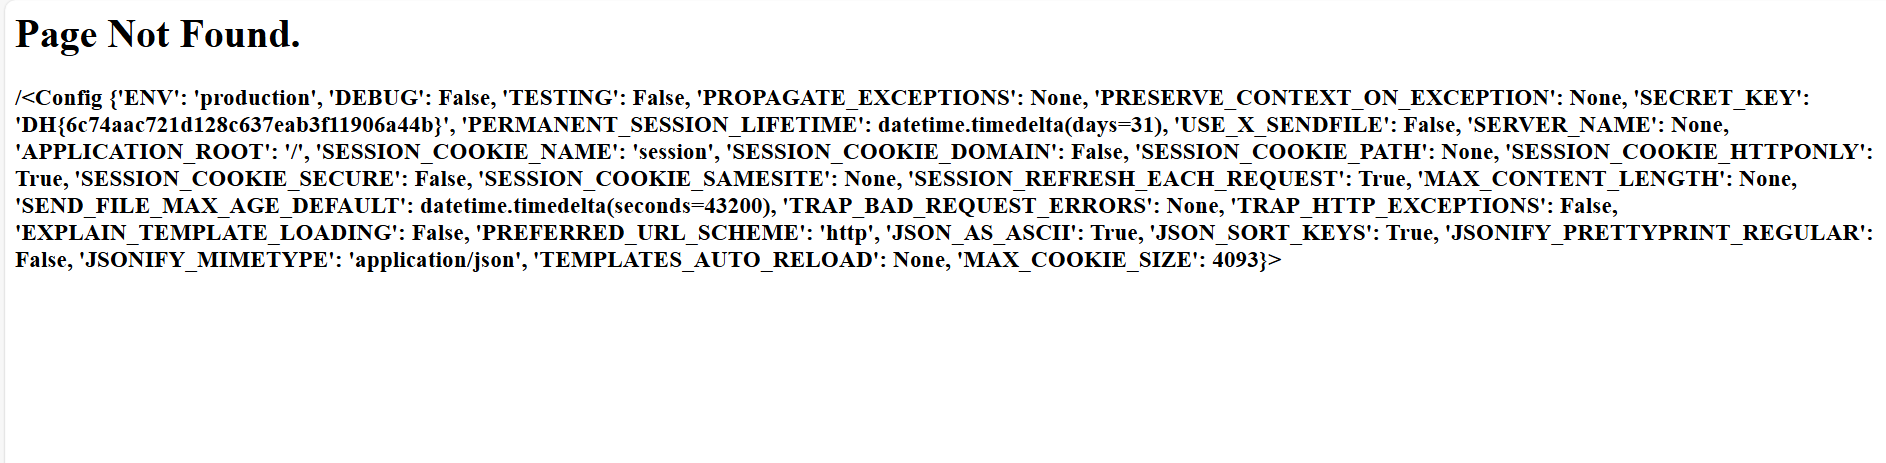 Page Not Found.
/<Config {'ENV': 'production', 'DEBUG': False, 'TESTING': False, 'PROPAGATE_EXCEPTIONS': None, 'PRESERVE_CONTEXT_ON_EXCEPTION': None, 'SECRET_KEY':
'DH{6c74aac721d128c637eab3f11906a44b}', 'PERMANENT_SESSION_LIFETIME': datetime.timedelta(days=31), 'USE_X_SENDFILE': False, 'SERVER_NAME': None,
'APPLICATION_ROOT': '/', 'SESSION_COOKIE_NAME': 'session', 'SESSION_COOKIE_DOMAIN': False, 'SESSION_COOKIE_PATH': None, 'SESSION_COOKIE_HTTPONLY':
True, 'SESSION_COOKIE_SECURE': False, 'SESSION_COOKIE_SAMESITE': None, 'SESSION_REFRESH_EACH_REQUEST': True, 'MAX_CONTENT_LENGTH': None,
'SEND_FILE_MAX_AGE_DEFAULT': datetime.timedelta(seconds=43200), 'TRAP_BAD_REQUEST_ERRORS': None, 'TRAP_HTTP_EXCEPTIONS': False,
'EXPLAIN_TEMPLATE_LOADING': False, 'PREFERRED_URL_SCHEME': 'http', 'JSON_AS_ASCII': True, 'JSON_SORT_KEYS': True, 'JSONIFY_PRETTYPRINT_REGULAR':
False, 'JSONIFY_MIMETYPE': 'application/json', 'TEMPLATES_AUTO_RELOAD': None, 'MAX_COOKIE_SIZE': 4093}>